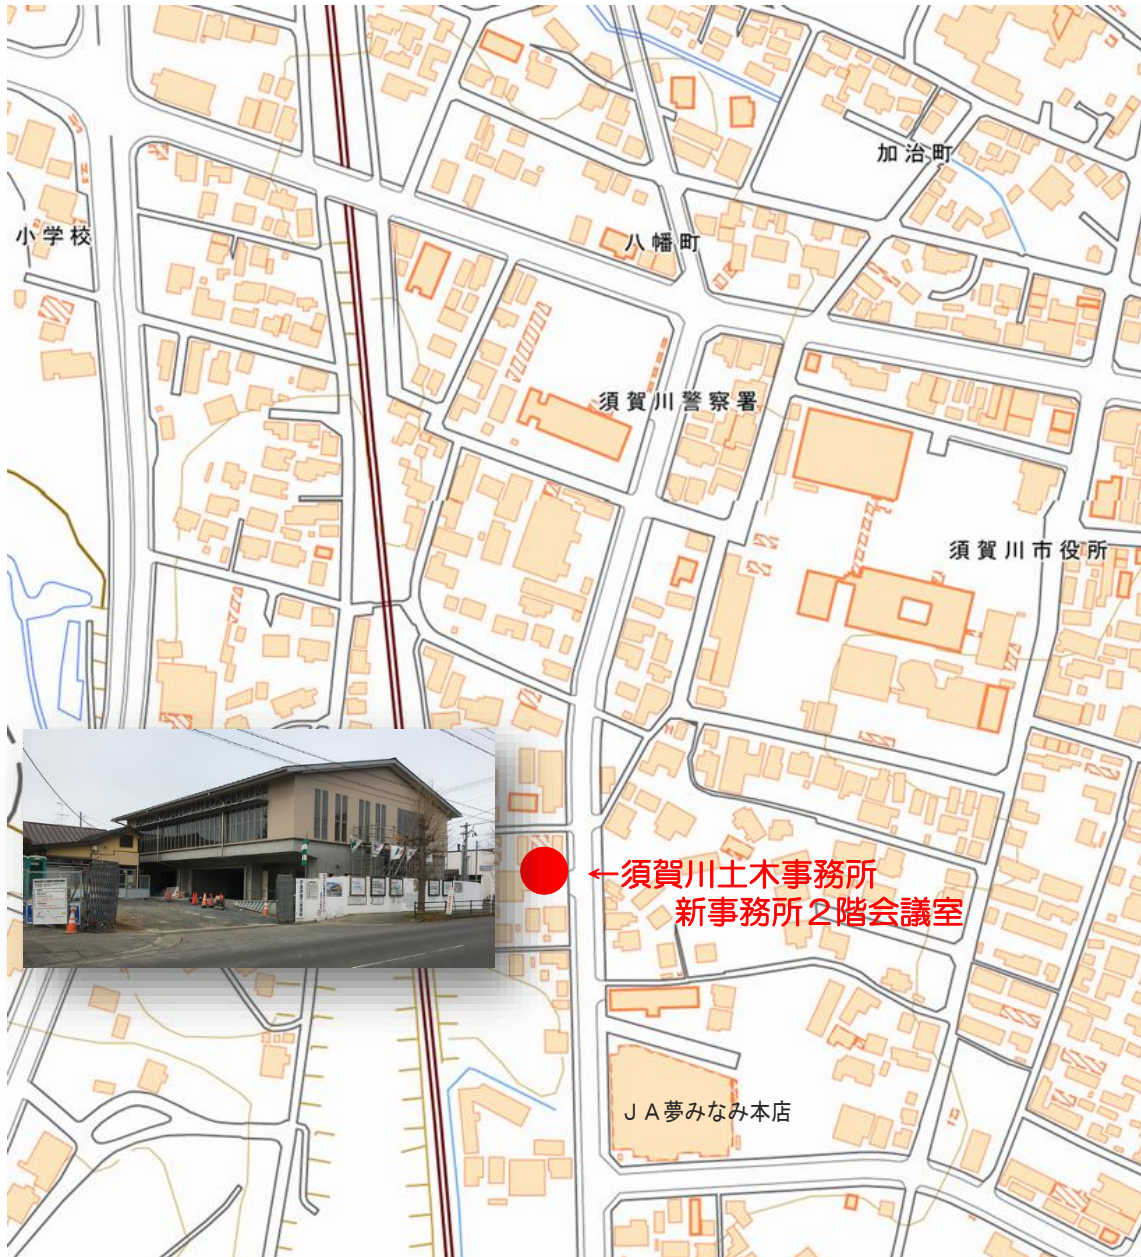 加治町
小学校
八幡町
須賀川警察署
須賀川市役所
←須賀川土木事務所
新事務所２階会議室
ＪＡ夢みなみ本店